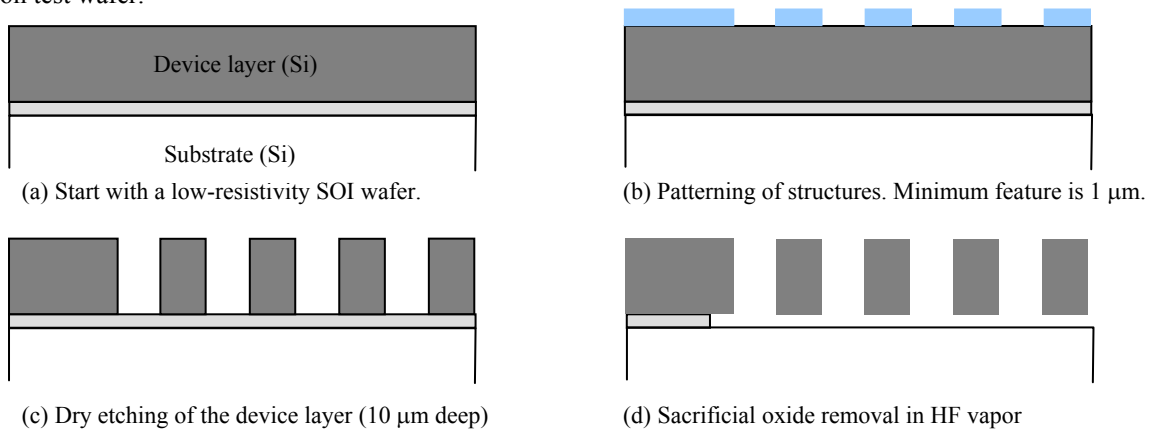 on test wafer.
Device layer (Si)
Substrate (Si)
(a) Start with a low-resistivity SOI wafer.
(b) Patterning of structures. Minimum feature is 1 μm.
(c) Dry etching of the device layer (10 μm deep)
(d) Sacrificial oxide removal in HF vapor